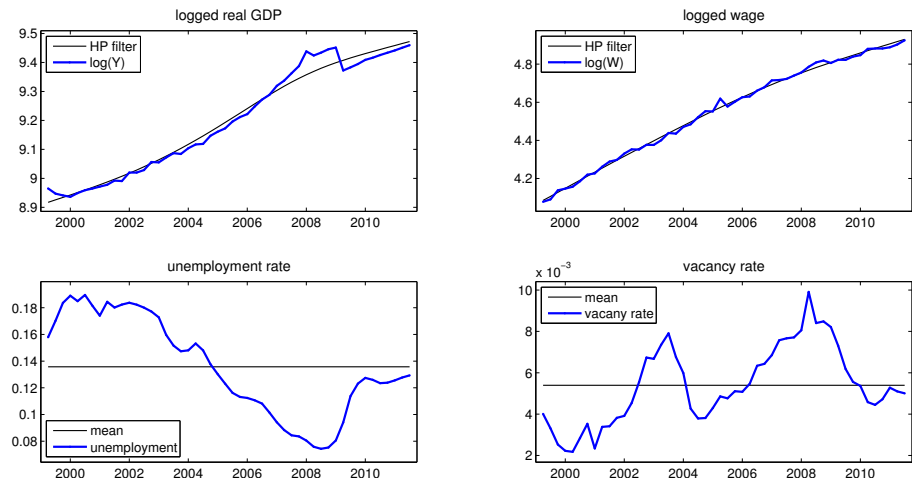 logged real GDP
9.5
9.4
9.3
9.2
9.1
9
8.9
HP filter
log(Y)
2000 2002 2004 2006 2008 2010
logged wage
4.8
4.6
4.4
4.2
HP filter
log(W)
2000 2002 2004 2006 2008 2010
unemployment rate
0.18
0.16
0.14
0.12
0.1
0.08
mean
unemployment
2000 2002 2004 2006 2008 2010
vacancy rate
x 10⁻³
10
8
6
4
2
mean
vacany rate
2000 2002 2004 2006 2008 2010